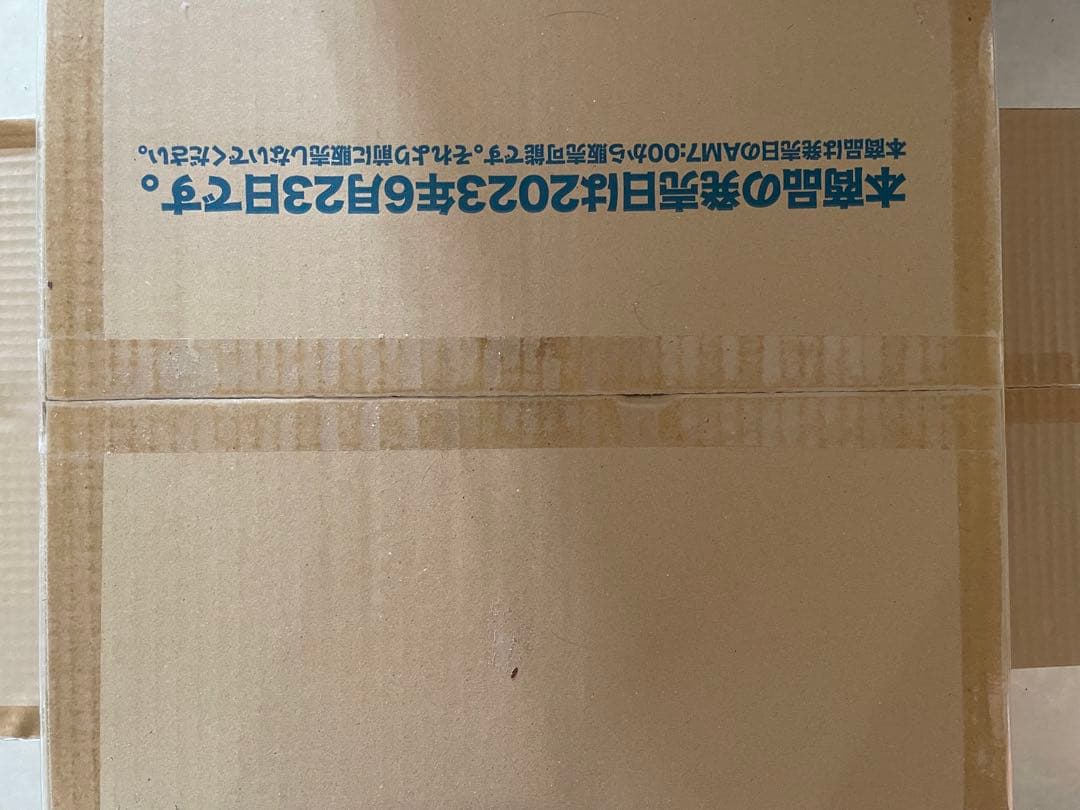 本商品の発売日は2023年6月23日です。
本商品は発売日のAM7:00から販売可能です。それより前に販売しないでください。